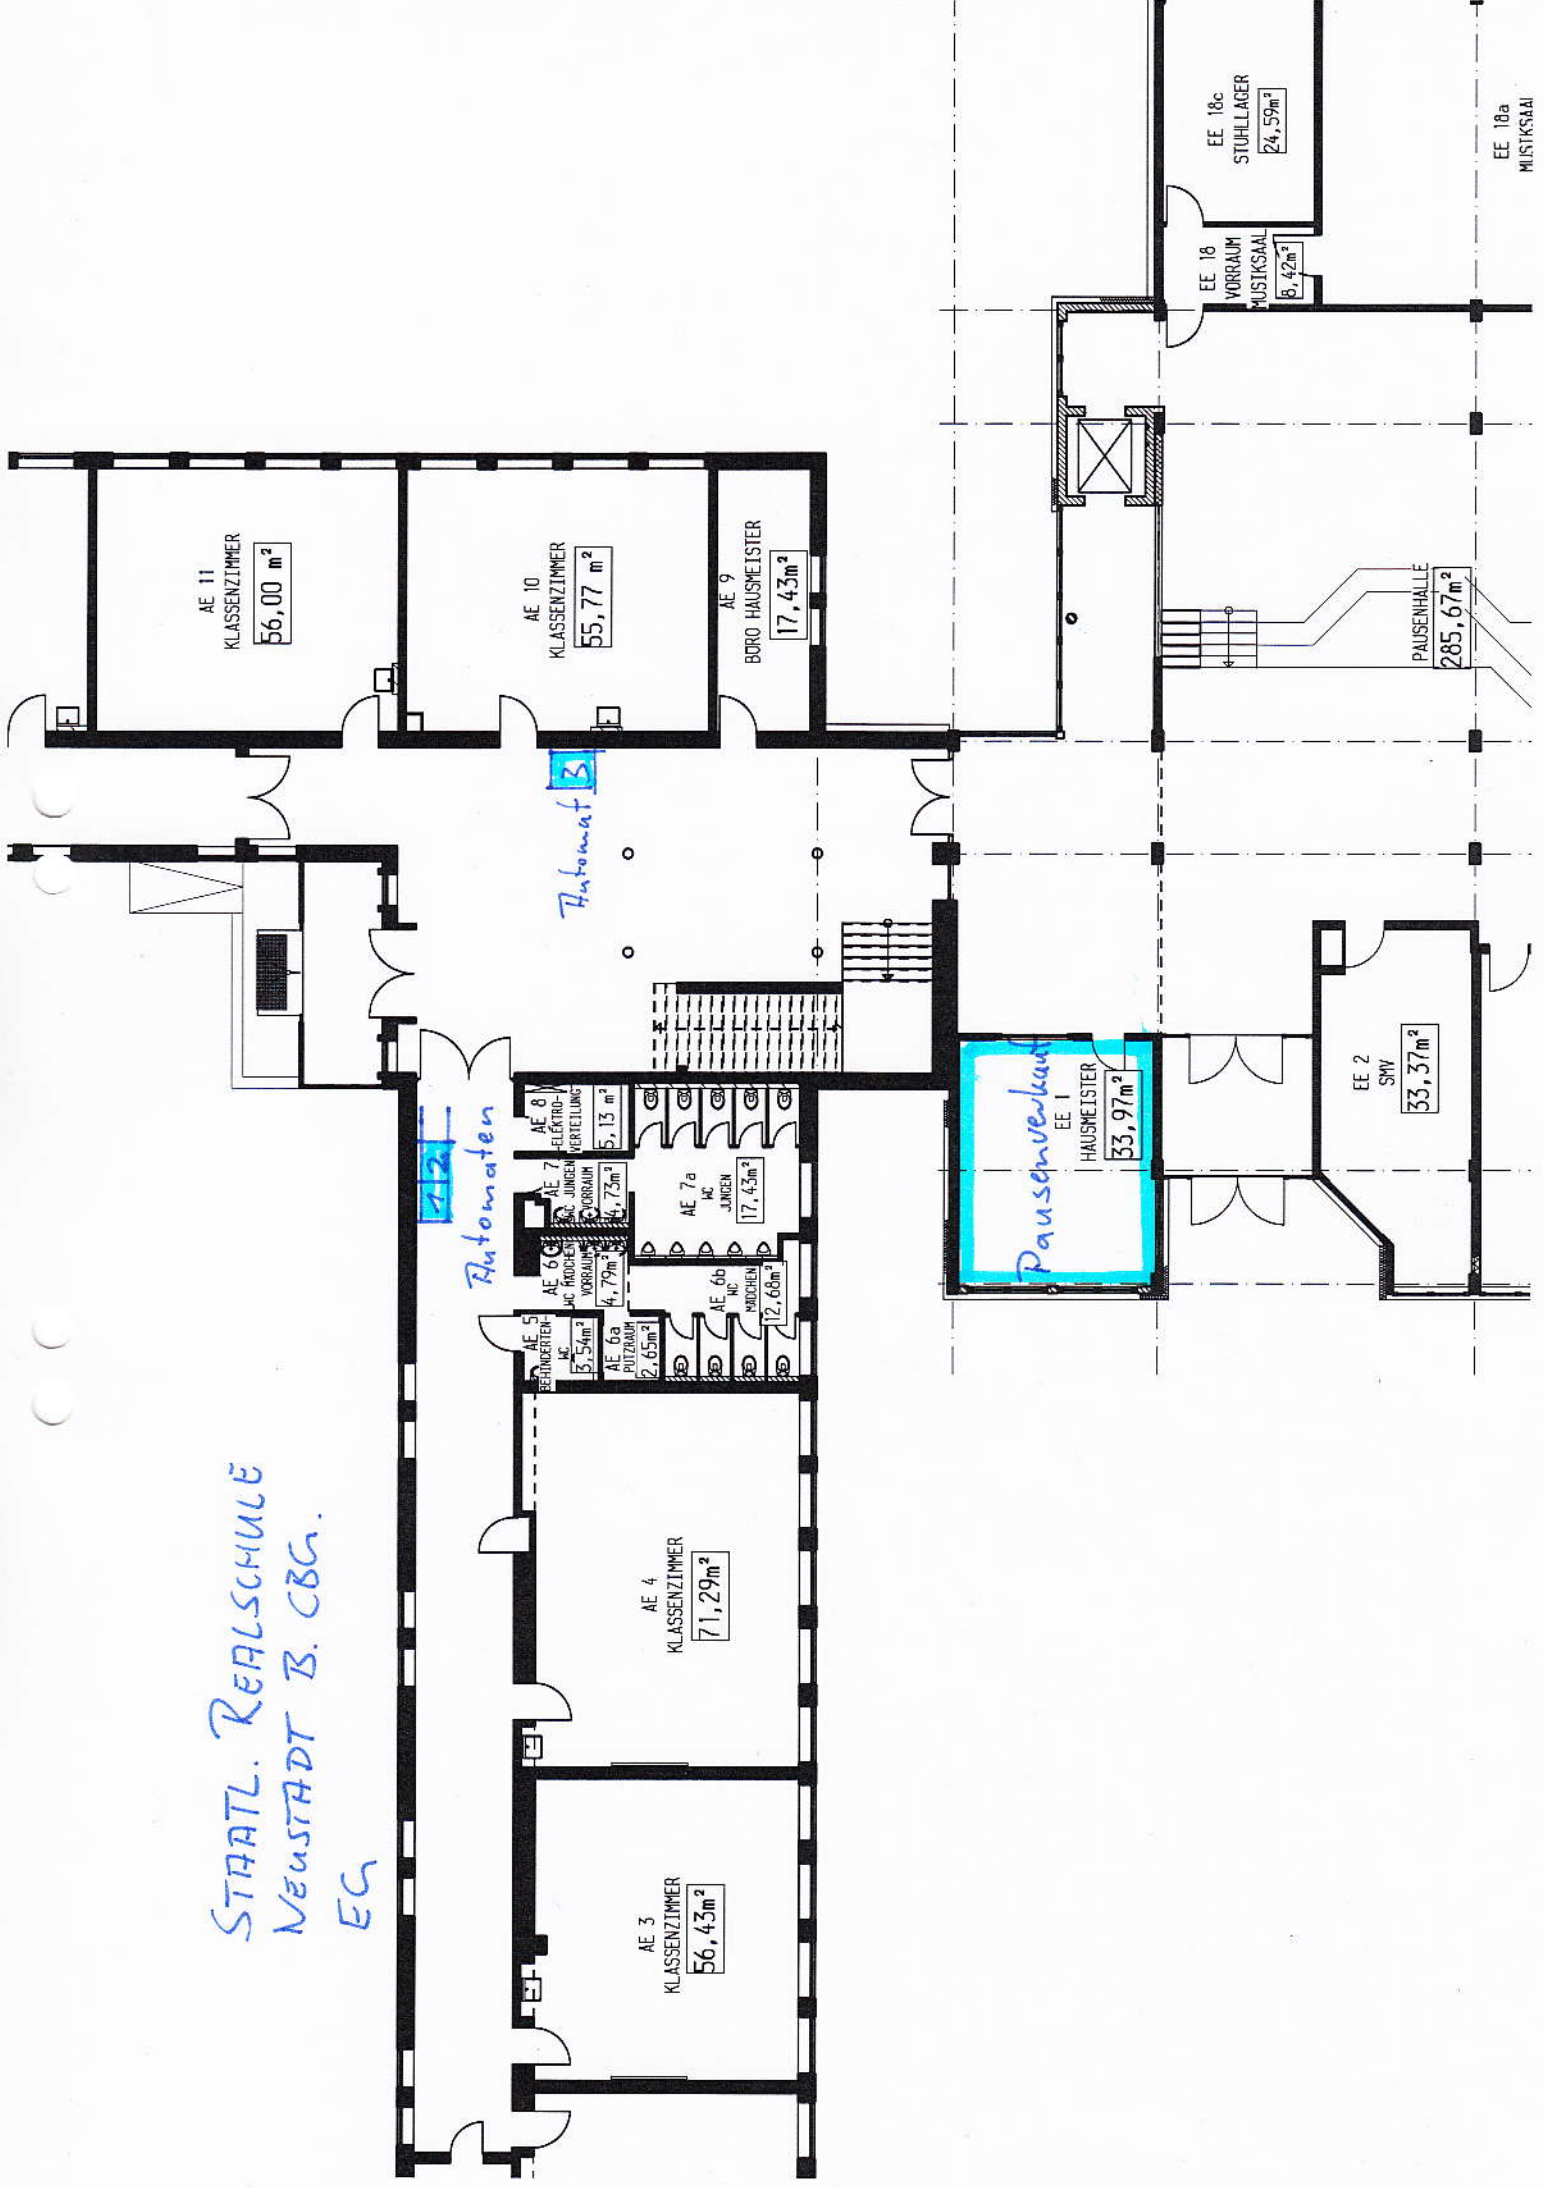 STAATL. REALSCHULE
NEUSTADT B. CBG.
EG
AE 3
KLASSENZIMMER
56,43m²
AE 4
KLASSENZIMMER
71,29m²
AE 5
BEHINDERTEN-
WC
3,54m²
AE 6a
PUTZRAUM
2,65m²
AE 6
WC MÄDCHEN
VORRAUM
4,79m²
AE 6b
WC
MÄDCHEN
12,68m²
AE 7
WC JUNGEN
VORRAUM
4,73m²
AE 7a
WC
JUNGEN
17,43m²
AE 8
ELEKTRO-
VERTEILUNG
5,13 m²
1 2
Automaten
Automat 3
AE 11
KLASSENZIMMER
56,00 m²
AE 10
KLASSENZIMMER
55,77 m²
AE 9
BÜRO HAUSMEISTER
17,43m²
Pausenverkauf
EE 1
HAUSMEISTER
33,97m²
EE 2
SMV
33,37m²
PAUSENHALLE
285,67m²
EE 18
VORRAUM
MUSIKSAAL
8,42m²
EE 18c
STUHLLAGER
24,59m²
EE 18a
MUSIKSAAL